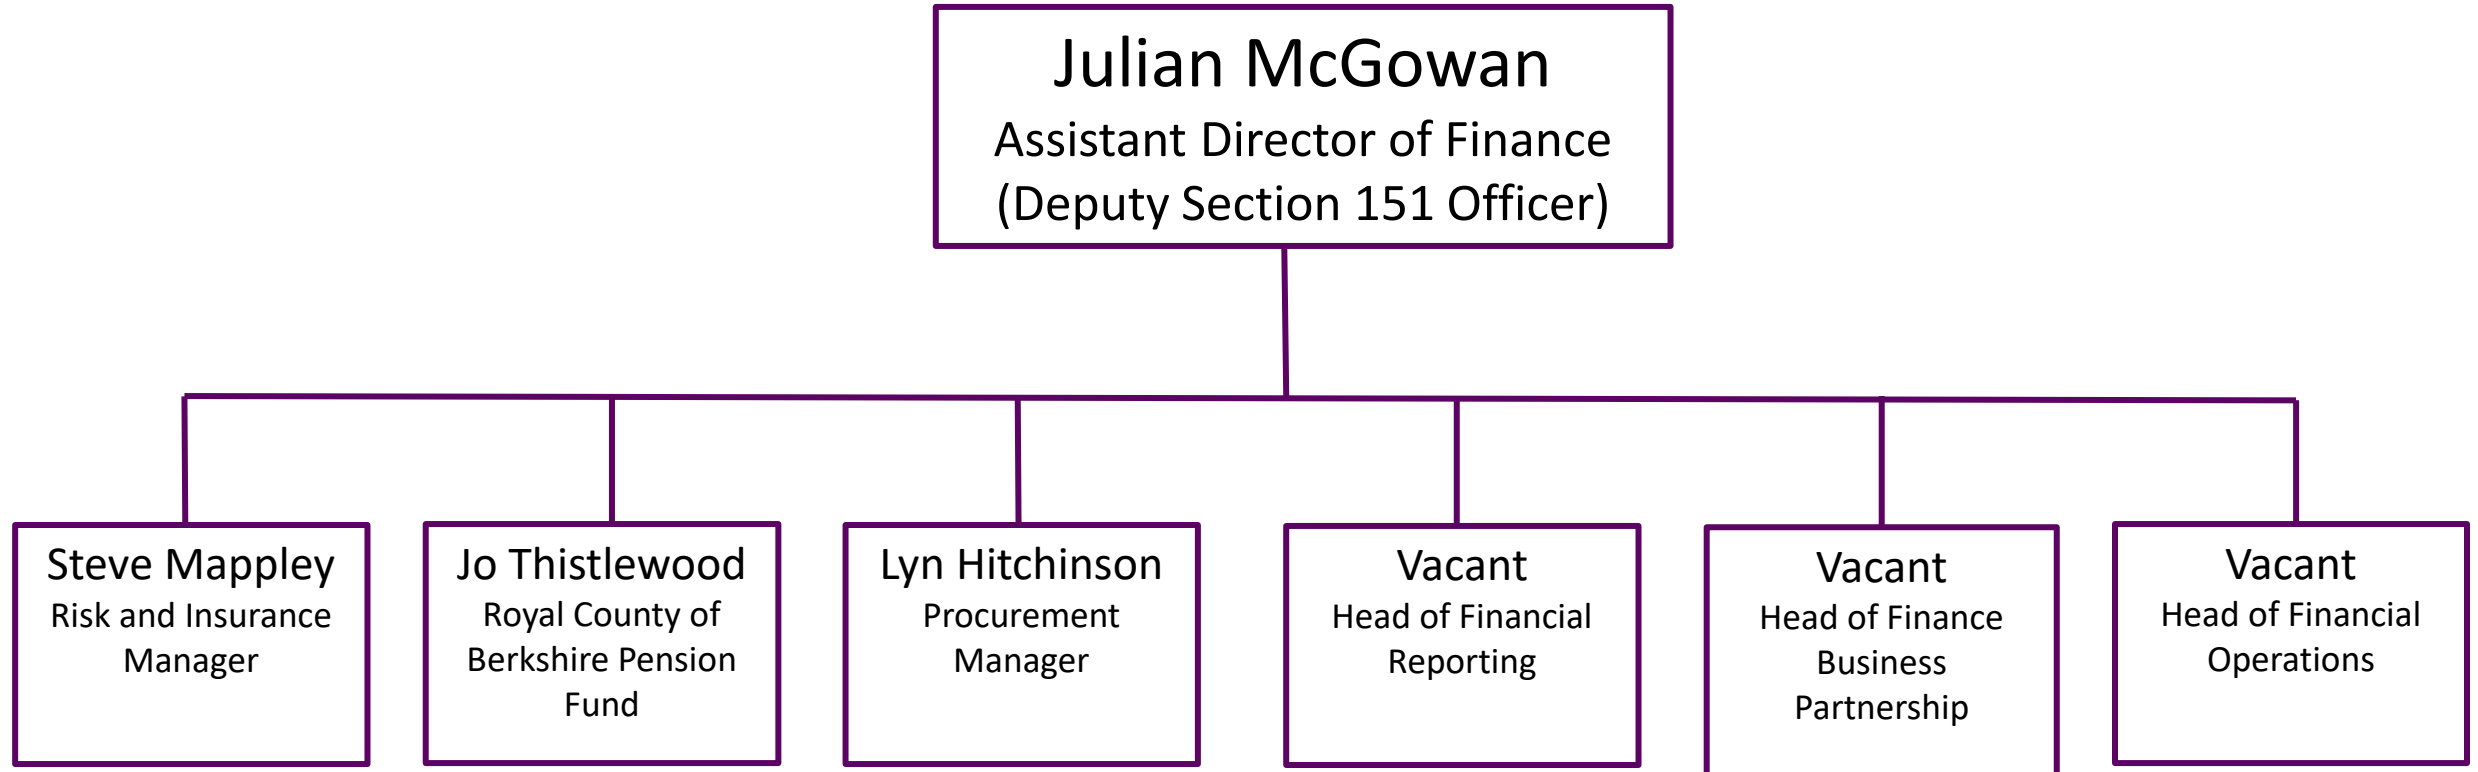 Julian McGowan
Assistant Director of Finance
(Deputy Section 151 Officer)
Steve Mappley
Risk and Insurance
Manager
Jo Thistlewood
Royal County of
Berkshire Pension
Fund
Lyn Hitchinson
Procurement
Manager
Vacant
Head of Financial
Reporting
Vacant
Head of Finance
Business
Partnership
Vacant
Head of Financial
Operations